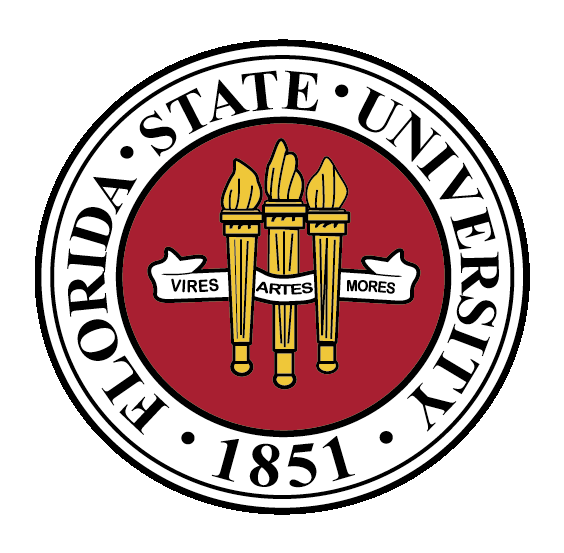 FLORIDA • STATE • UNIVERSITY
• 1851 •
VIRES ARTES MORES